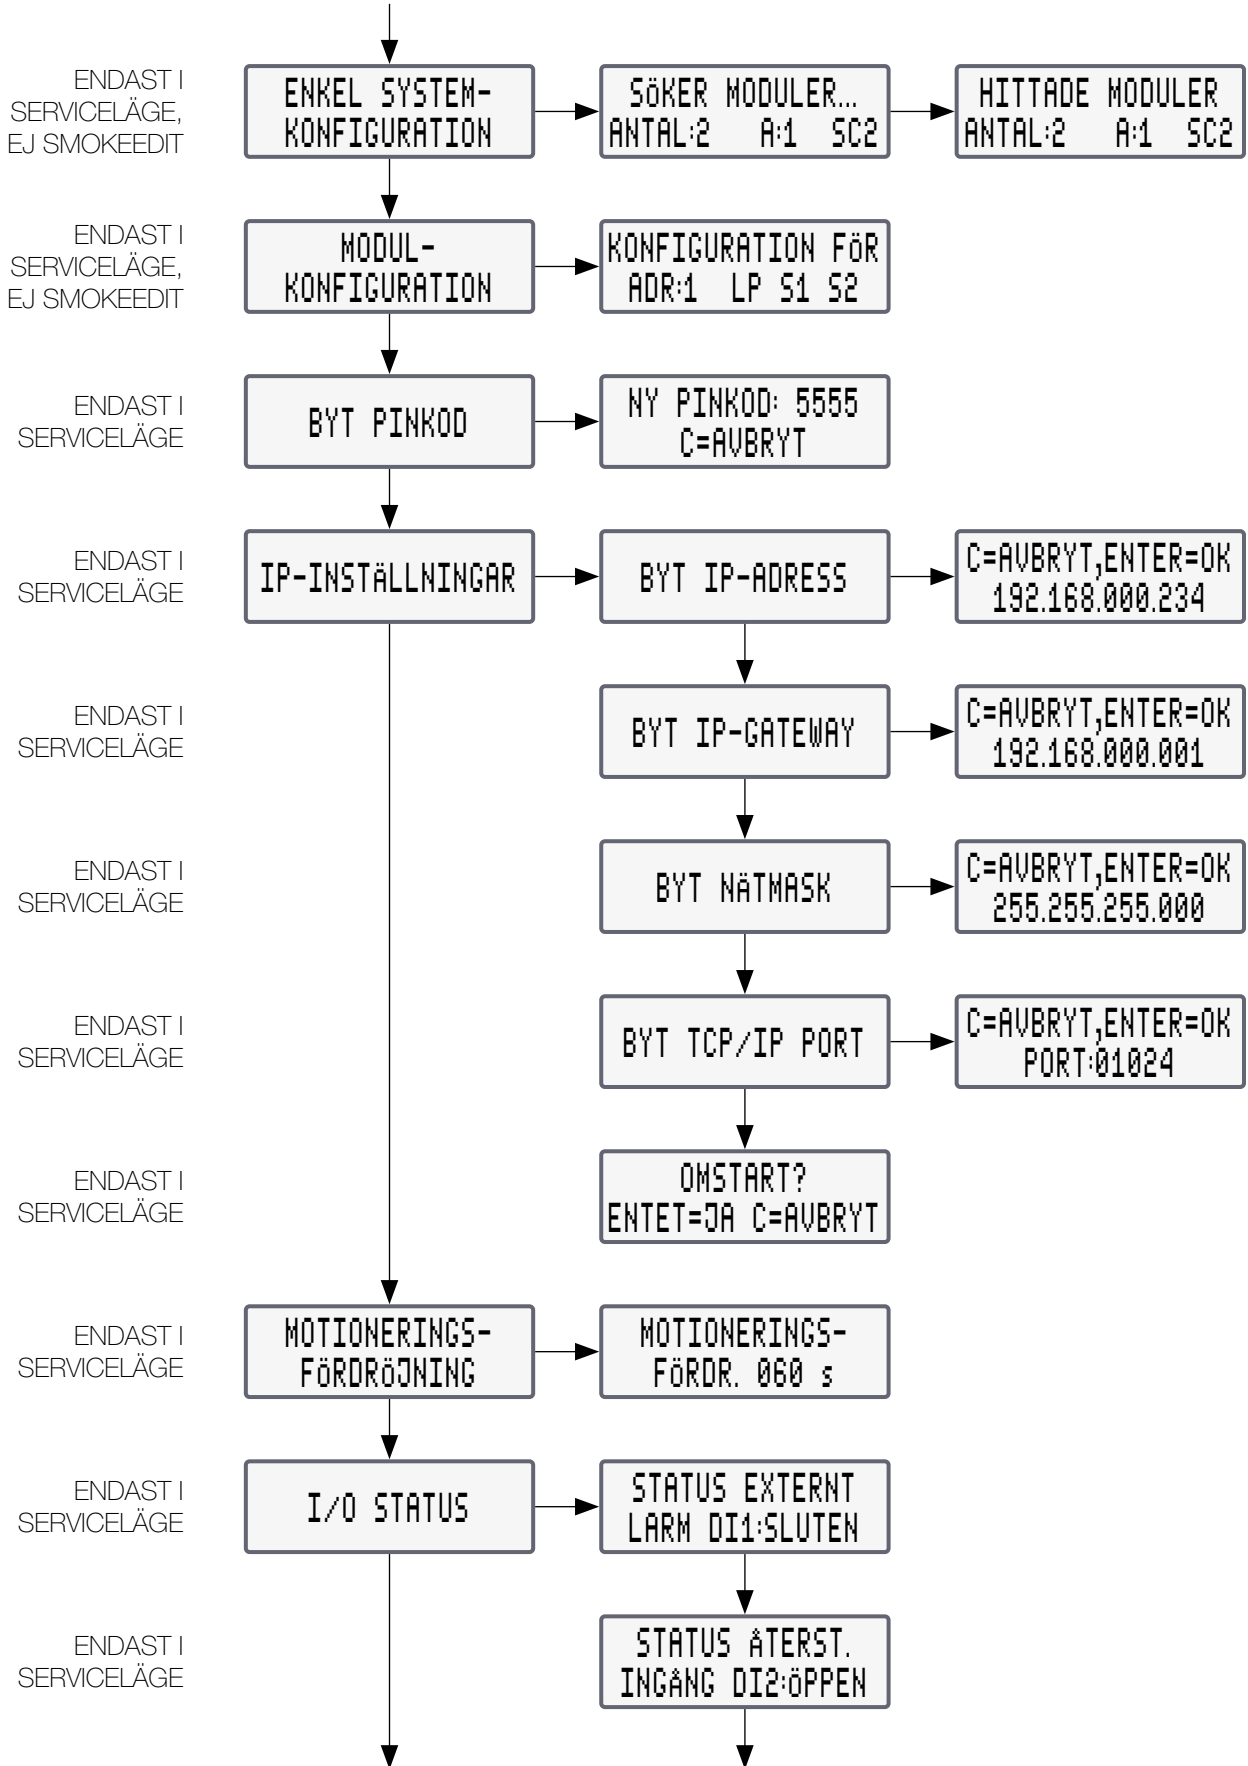 ENDAST I
SERVICELÄGE,
EJ SMOKEEDIT
ENKEL SYSTEM-
KONFIGURATION
SÖKER MODULER...
ANTAL:2 A:1 SC2
HITTADE MODULER
ANTAL:2 A:1 SC2
ENDAST I
SERVICELÄGE,
EJ SMOKEEDIT
MODUL-
KONFIGURATION
KONFIGURATION FÖR
ADR:1 LP S1 S2
ENDAST I
SERVICELÄGE
BYT PINKOD
NY PINKOD: 5555
C=AVBRYT
ENDAST I
SERVICELÄGE
IP-INSTÄLLNINGAR
BYT IP-ADRESS
C=AVBRYT,ENTER=OK
192.168.000.234
ENDAST I
SERVICELÄGE
BYT IP-GATEWAY
C=AVBRYT,ENTER=OK
192.168.000.001
ENDAST I
SERVICELÄGE
BYT NÄTMASK
C=AVBRYT,ENTER=OK
255.255.255.000
ENDAST I
SERVICELÄGE
BYT TCP/IP PORT
C=AVBRYT,ENTER=OK
PORT:01024
ENDAST I
SERVICELÄGE
OMSTART?
ENTET=JA C=AVBRYT
ENDAST I
SERVICELÄGE
MOTIONERINGS-
FÖRDRÖJNING
MOTIONERINGS-
FÖRDR. 060 s
ENDAST I
SERVICELÄGE
I/O STATUS
STATUS EXTERNT
LARM DI1:SLUTEN
ENDAST I
SERVICELÄGE
STATUS ÅTERST.
INGÅNG DI2:ÖPPEN